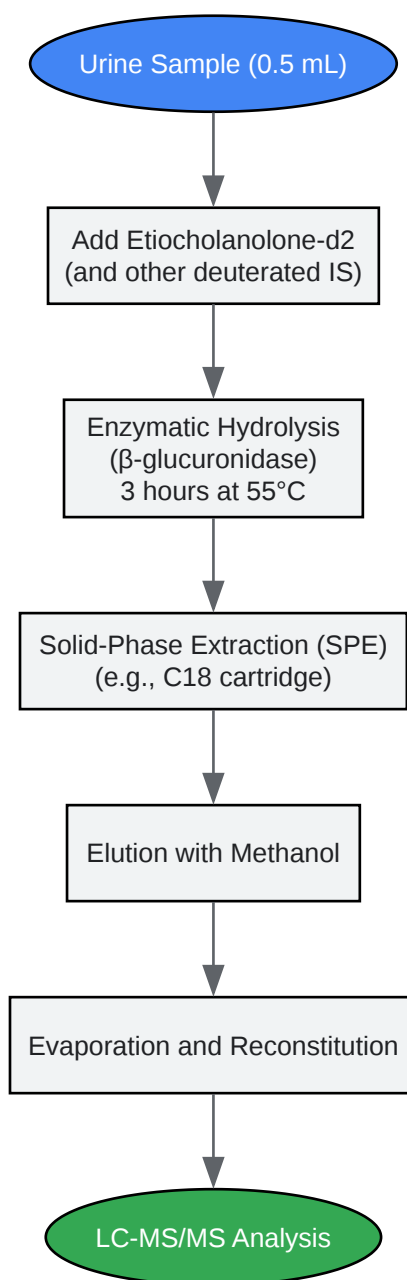 Urine Sample (0.5 mL)
Add Etiocholanolone-d2
(and other deuterated IS)
Enzymatic Hydrolysis
(β-glucuronidase)
3 hours at 55°C
Solid-Phase Extraction (SPE)
(e.g., C18 cartridge)
Elution with Methanol
Evaporation and Reconstitution
LC-MS/MS Analysis